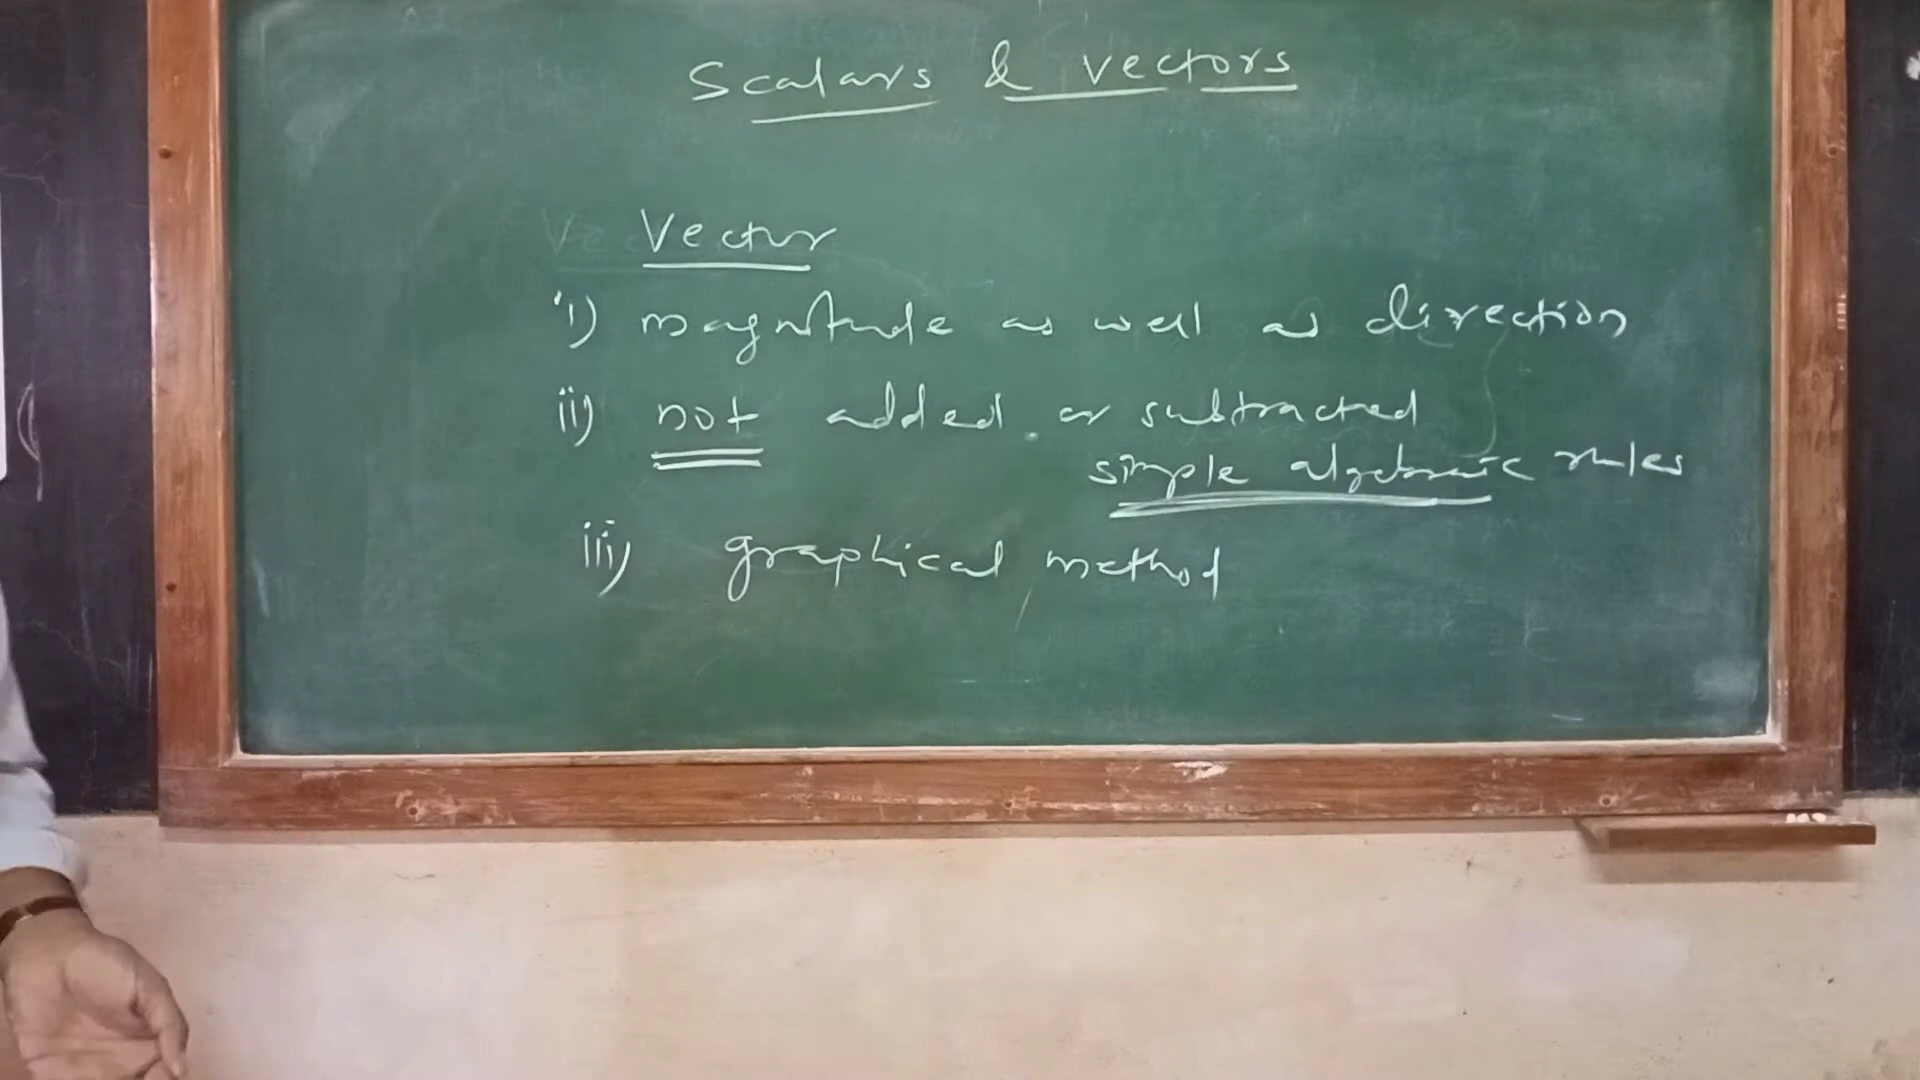 Scalars & Vectors
Vector
i) magnitude as well as direction
ii) not added or subtracted
simple algebraic rules
iii) graphical method